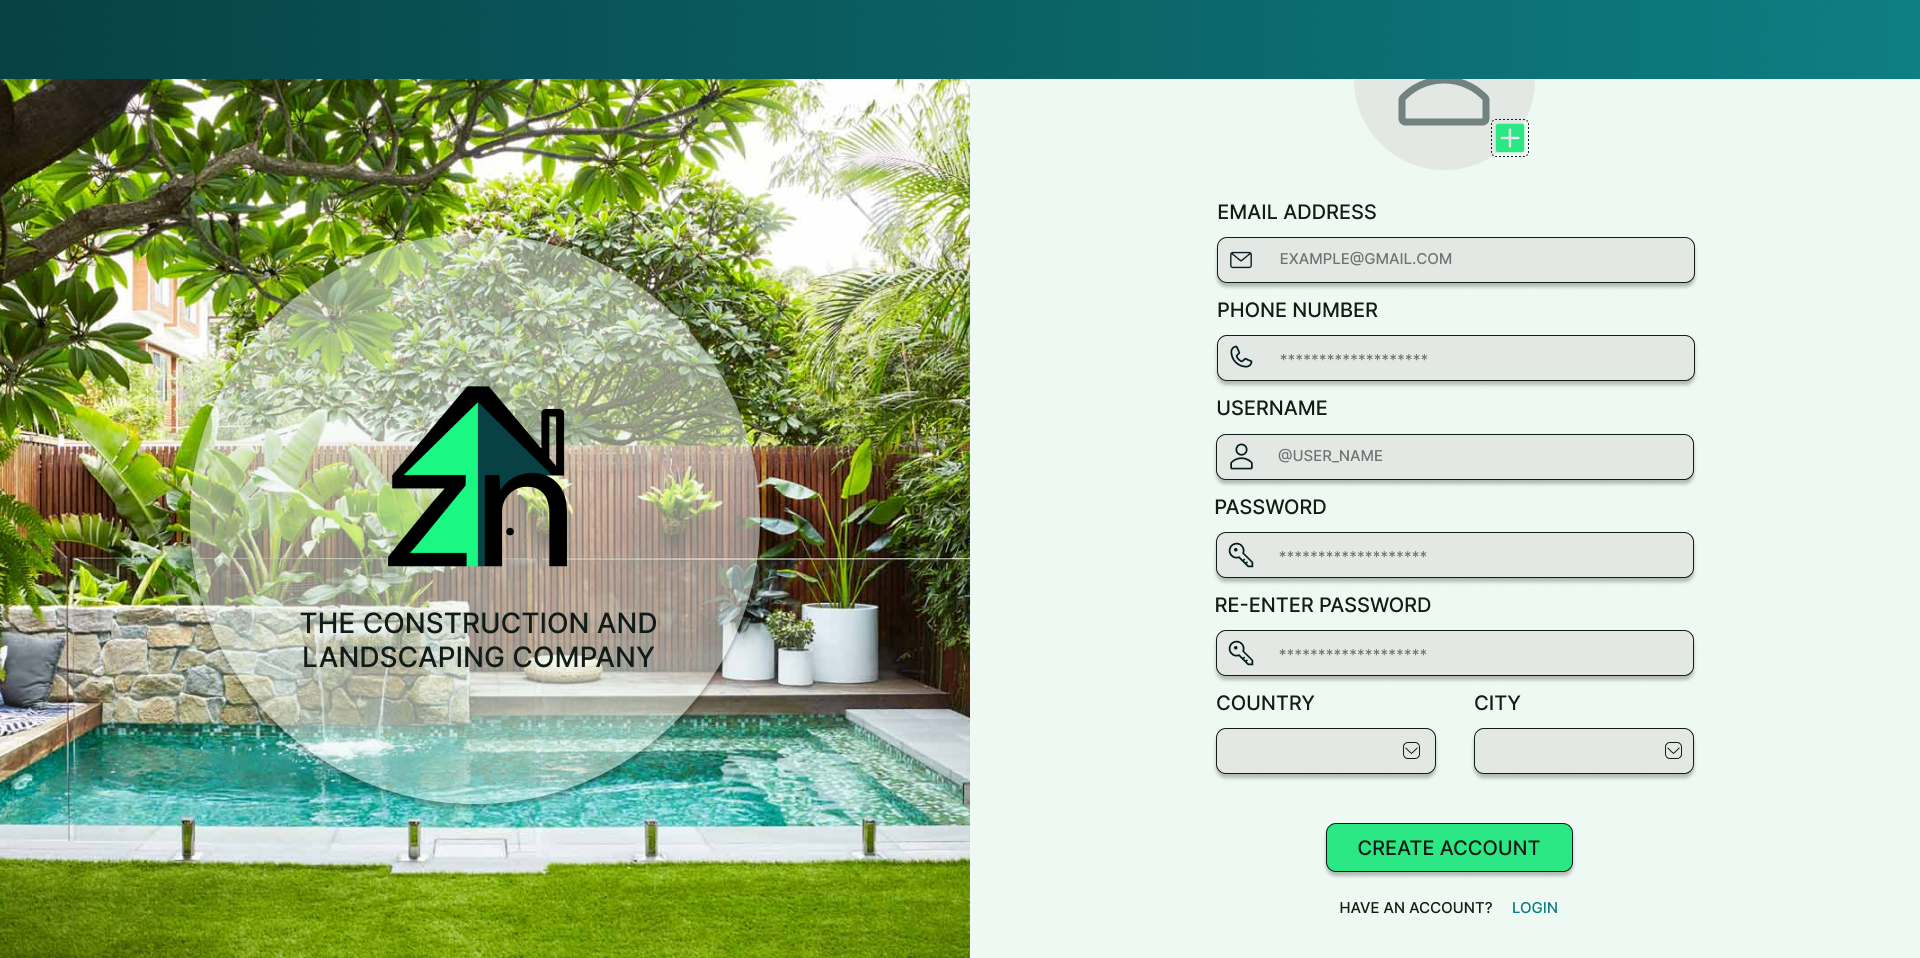 zn
THE CONSTRUCTION AND
LANDSCAPING COMPANY
EMAIL ADDRESS
EXAMPLE@GMAIL.COM
PHONE NUMBER
*******************
USERNAME
@USER_NAME
PASSWORD
*******************
RE-ENTER PASSWORD
*******************
COUNTRY CITY
CREATE ACCOUNT
HAVE AN ACCOUNT? LOGIN